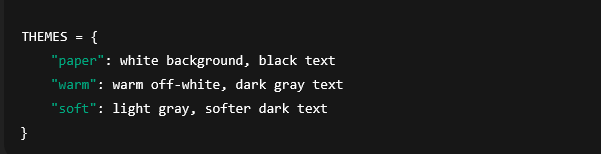 THEMES = {
    "paper": white background, black text
    "warm": warm off-white, dark gray text
    "soft": light gray, softer dark text
}